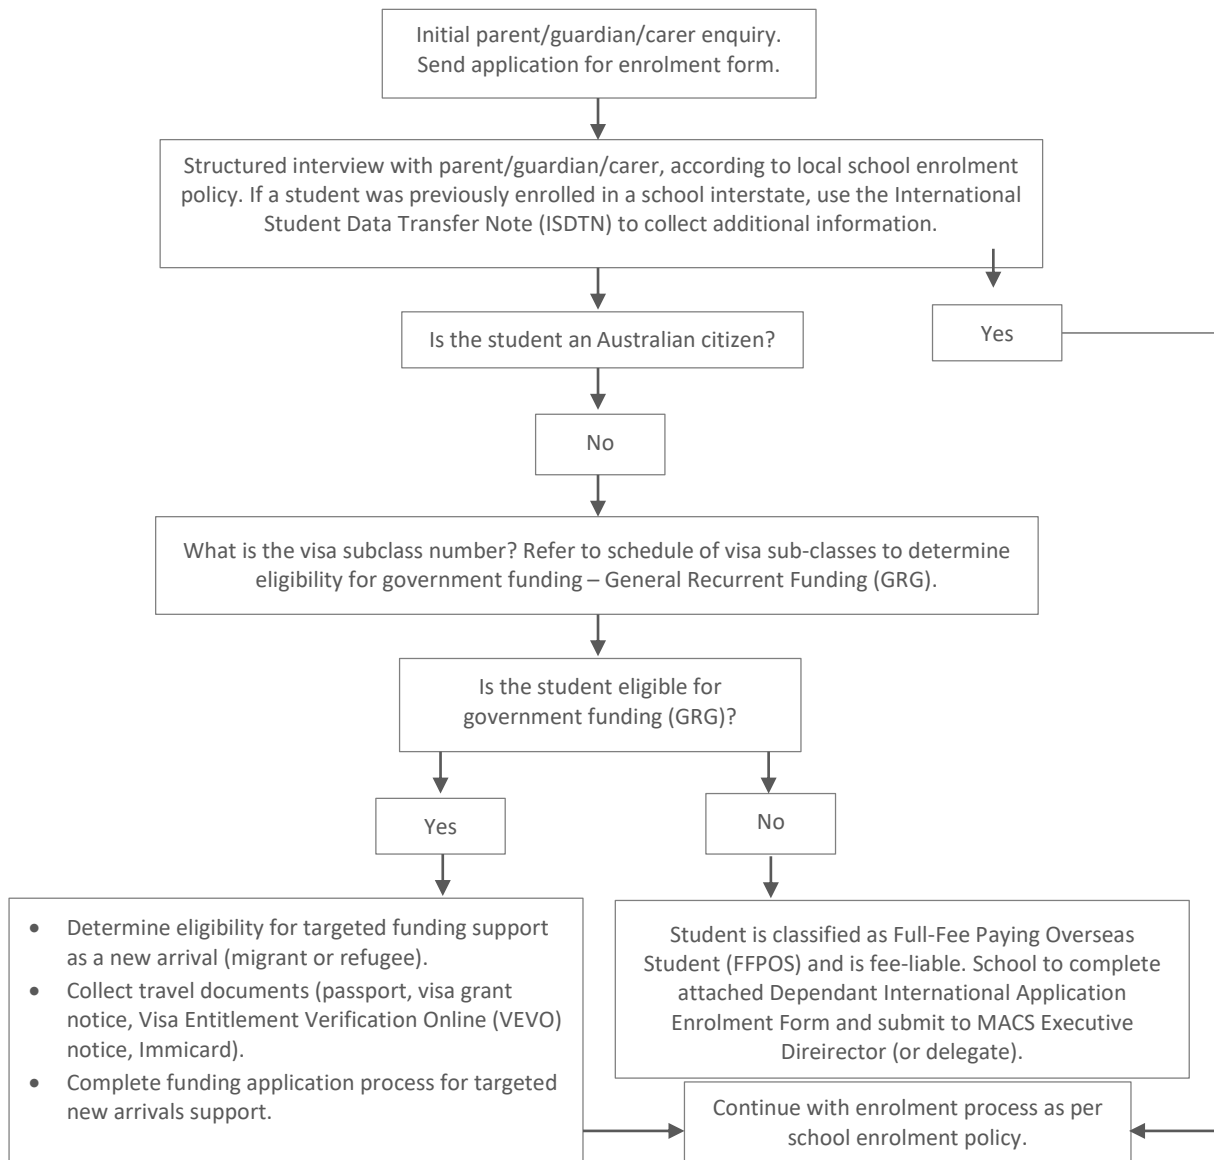 Initial parent/guardian/carer enquiry.
Send application for enrolment form.
Structured interview with parent/guardian/carer, according to local school enrolment
policy. If a student was previously enrolled in a school interstate, use the International
Student Data Transfer Note (ISDTN) to collect additional information.
Is the student an Australian citizen?
Yes
No
What is the visa subclass number? Refer to schedule of visa sub-classes to determine
eligibility for government funding – General Recurrent Funding (GRG).
Is the student eligible for
government funding (GRG)?
Yes
No
• Determine eligibility for targeted funding support
as a new arrival (migrant or refugee).
• Collect travel documents (passport, visa grant
notice, Visa Entitlement Verification Online (VEVO)
notice, Immicard).
• Complete funding application process for targeted
new arrivals support.
Student is classified as Full-Fee Paying Overseas
Student (FFPOS) and is fee-liable. School to complete
attached Dependant International Application
Enrolment Form and submit to MACS Executive
Direirector (or delegate).
Continue with enrolment process as per
school enrolment policy.